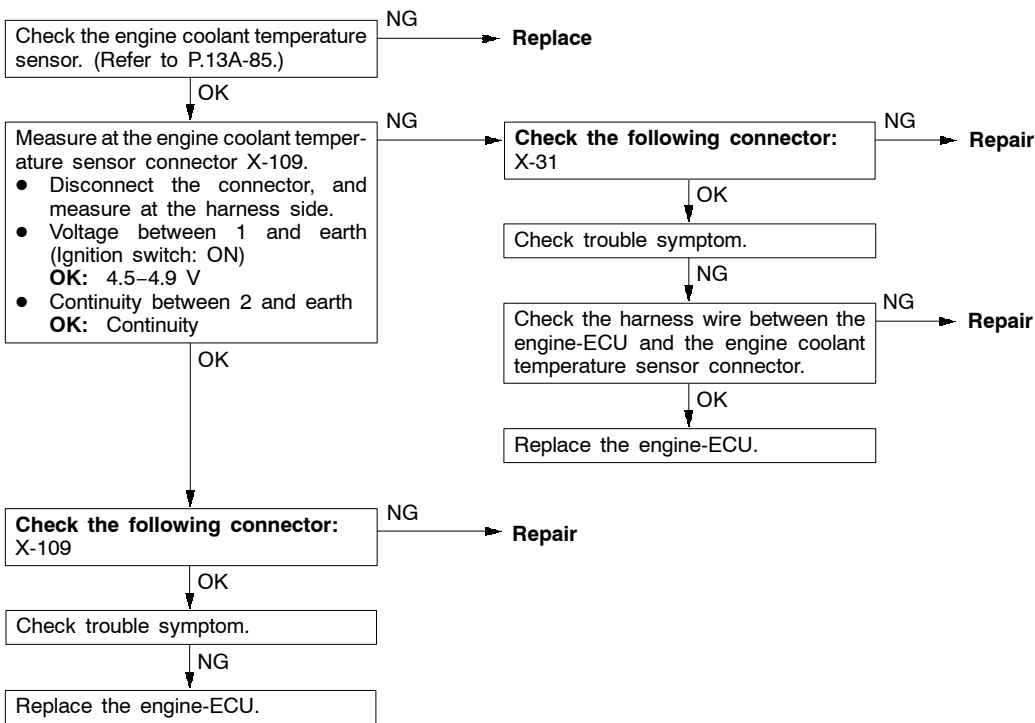 Check the engine coolant temperature
sensor. (Refer to P.13A-85.)
NG
Replace
OK
Measure at the engine coolant temper-
ature sensor connector X-109.
● Disconnect the connector, and
measure at the harness side.
● Voltage between 1 and earth
(Ignition switch: ON)
OK: 4.5–4.9 V
● Continuity between 2 and earth
OK: Continuity
NG
Check the following connector:
X-31
NG
Repair
OK
Check trouble symptom.
NG
Check the harness wire between the
engine-ECU and the engine coolant
temperature sensor connector.
NG
Repair
OK
Replace the engine-ECU.
OK
Check the following connector:
X-109
NG
Repair
OK
Check trouble symptom.
NG
Replace the engine-ECU.